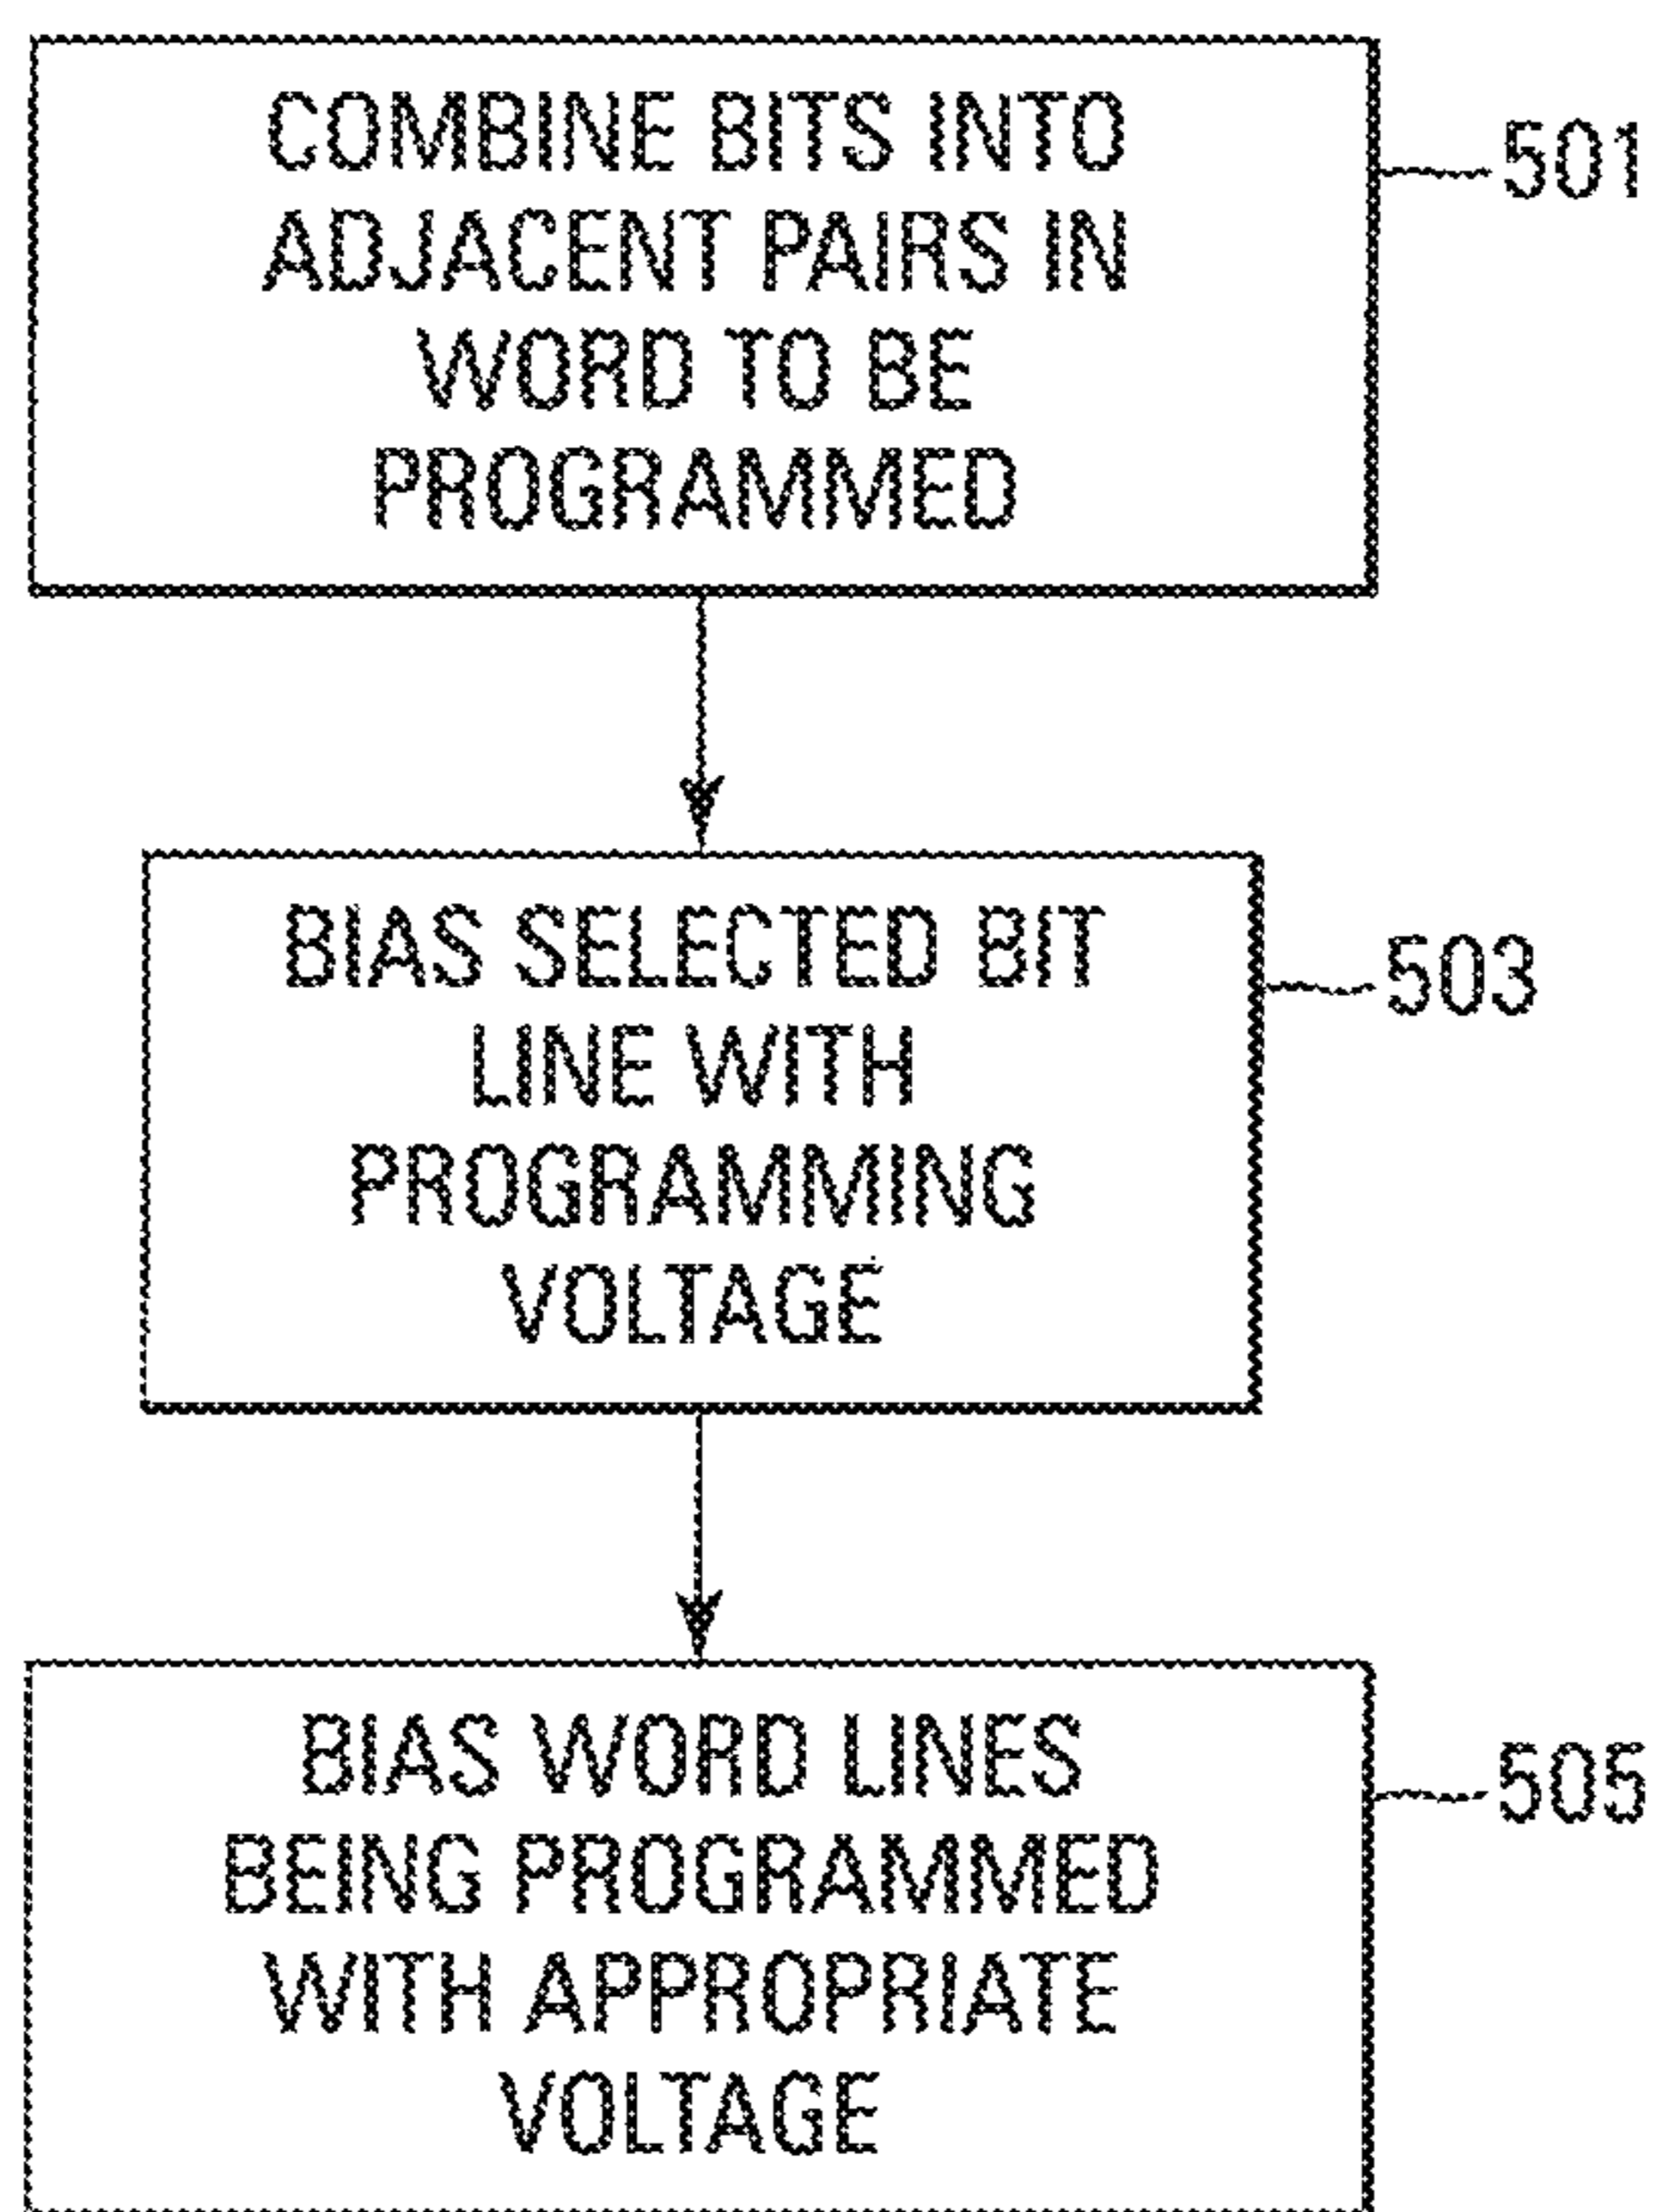 COMBINE BITS INTO
ADJACENT PAIRS IN
WORD TO BE
PROGRAMMED
501
BIAS SELECTED BIT
LINE WITH
PROGRAMMING
VOLTAGE
503
BIAS WORD LINES
BEING PROGRAMMED
WITH APPROPRIATE
VOLTAGE
505